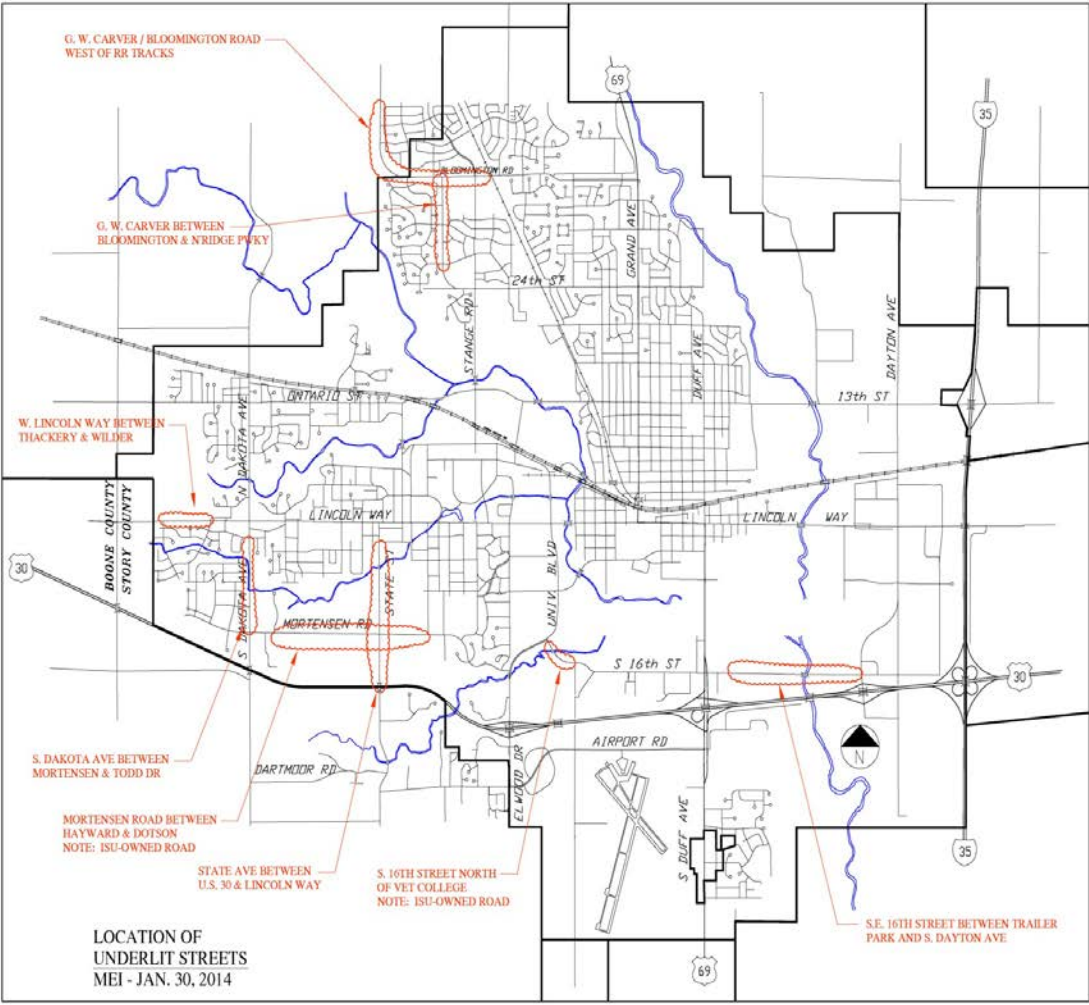 G. W. CARVER / BLOOMINGTON ROAD
WEST OF RR TRACKS
69
35
BLOOMINGTON RD
G. W. CARVER BETWEEN
BLOOMINGTON & N'RIDGE PWKY
GRAND AVE
24th ST
STANGE RD
DUFF AVE
DAYTON AVE
ONTARIO ST
13th ST
W. LINCOLN WAY BETWEEN
THACKERY & WILDER
N DAKOTA AVE
BOONE COUNTY
STORY COUNTY
LINCOLN WAY
LINCOLN WAY
30
S DAKOTA AVE
STATE
UNIV. BLVD
MORTENSEN RD
S 16th ST
30
AIRPORT RD
N
S. DAKOTA AVE BETWEEN
MORTENSEN & TODD DR
DARTMOOR RD
ELWOOD DR
S DUFF AVE
MORTENSEN ROAD BETWEEN
HAYWARD & DOTSON
NOTE: ISU-OWNED ROAD
35
STATE AVE BETWEEN
U.S. 30 & LINCOLN WAY
S. 16TH STREET NORTH
OF VET COLLEGE
NOTE: ISU-OWNED ROAD
S.E. 16TH STREET BETWEEN TRAILER
PARK AND S. DAYTON AVE
LOCATION OF
UNDERLIT STREETS
MEI - JAN. 30, 2014
69